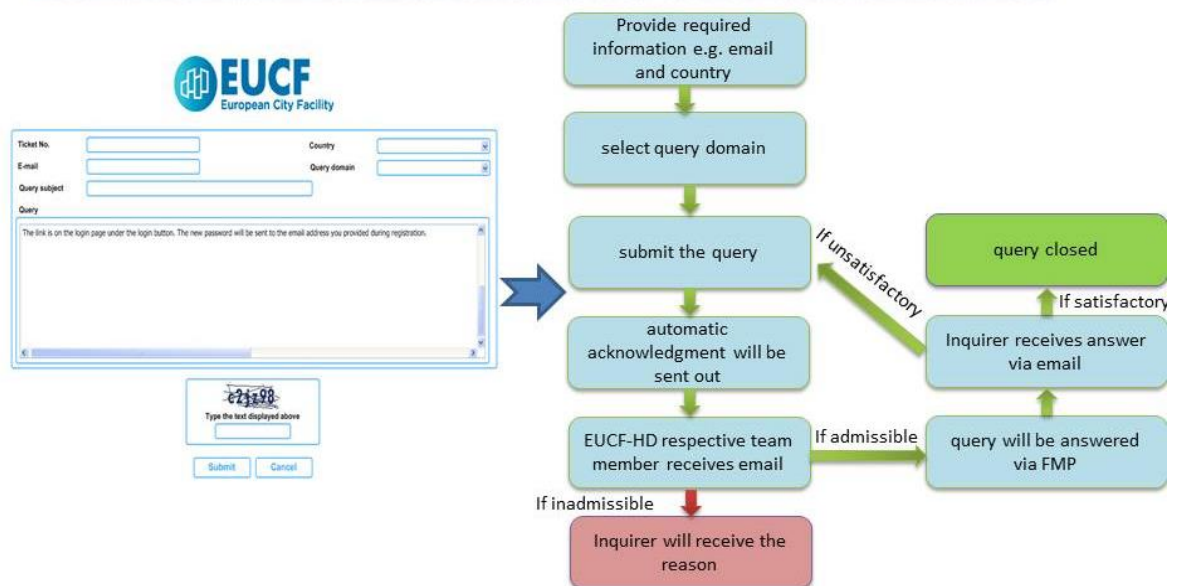 EUCF
European City Facility
Ticket No.
Country
E-mail
Query domain
Query subject
Query
The link is on the login page under the login button. The new password will be sent to the email address you provided during registration.
c2jz98
Type the text displayed above
Submit
Cancel
Provide required
information e.g. email
and country
select query domain
submit the query
automatic
acknowledgment will be
sent out
EUCF-HD respective team
member receives email
If inadmissible
Inquirer will receive the
reason
If admissible
query will be answered
via FMP
Inquirer receives answer
via email
If unsatisfactory
If satisfactory
query closed